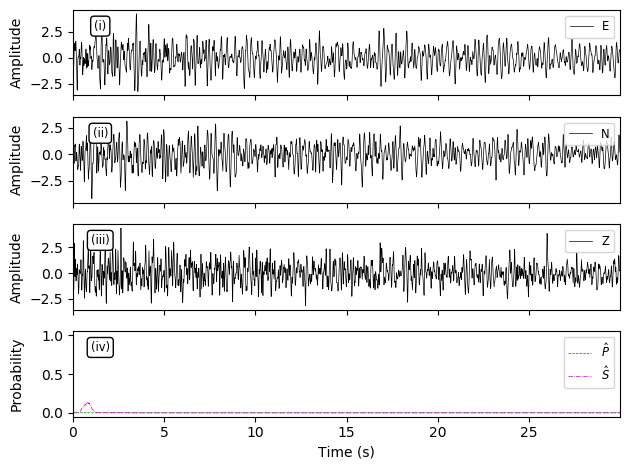 (i)
E
Amplitude
2.5
0.0
−2.5
(ii)
N
Amplitude
2.5
0.0
−2.5
(iii)
Z
Amplitude
2.5
0.0
−2.5
(iv)
P̂
Ŝ
Probability
1.0
0.5
0.0
0 5 10 15 20 25
Time (s)